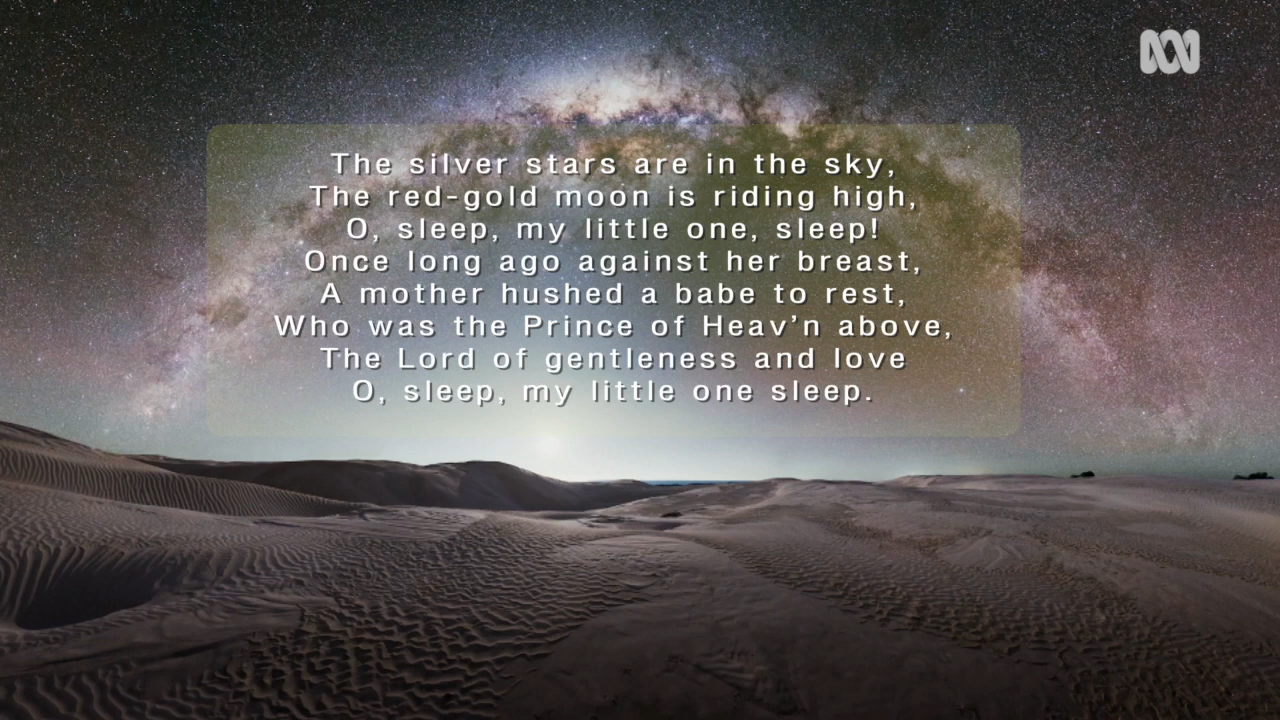 The silver stars are in the sky,
The red-gold moon is riding high,
O, sleep, my little one, sleep!
Once long ago against her breast,
A mother hushed a babe to rest,
Who was the Prince of Heav’n above,
The Lord of gentleness and love
O, sleep, my little one sleep.